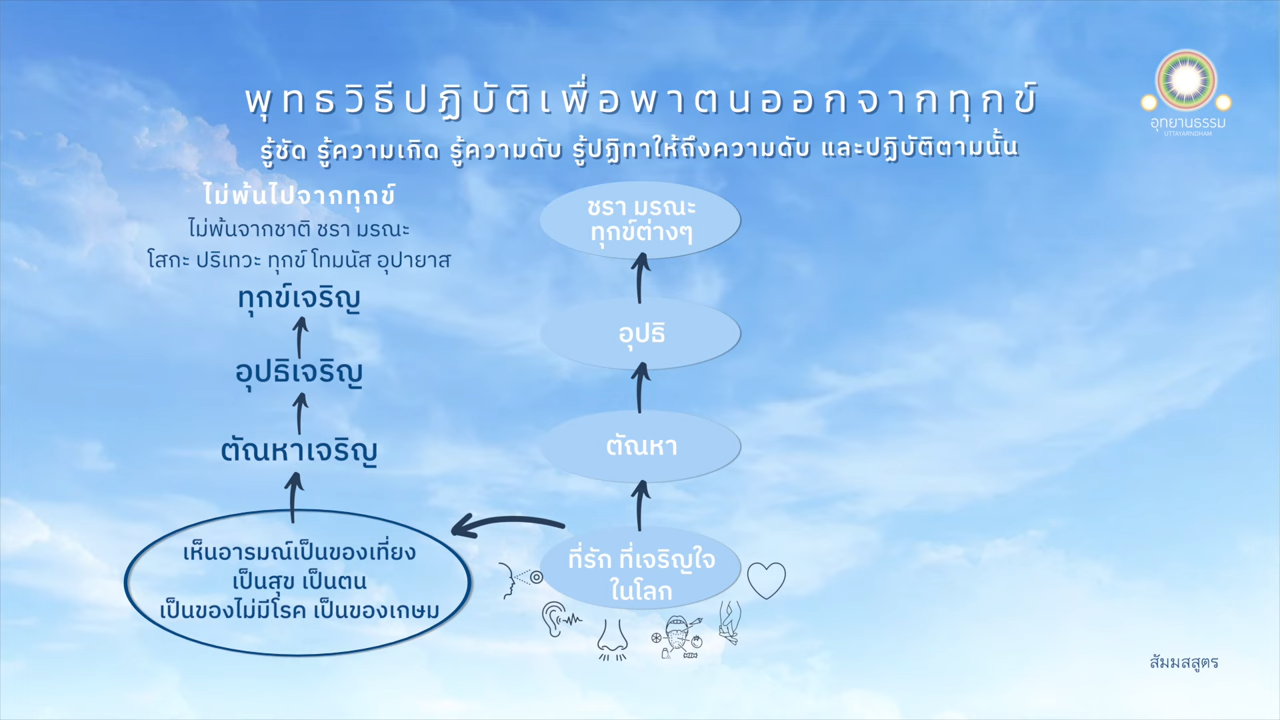 พุทธวิธีปฏิบัติเพื่อพาตนออกจากทุกข์
รู้ชัด รู้ความเกิด รู้ความดับ รู้ปฏิทาให้ถึงความดับ และปฏิบัติตามนั้น
อุทยานธรรม
UTTAYARNDHAM
ไม่พ้นไปจากทุกข์
ไม่พ้นจากชาติ ชรา มรณะ
โสกะ ปริเทวะ ทุกข์ โทมนัส อุปายาส
ทุกข์เจริญ
อุปธิเจริญ
ตัณหาเจริญ
เห็นอารมณ์เป็นของเที่ยง
เป็นสุข เป็นตน
เป็นของไม่มีโรค เป็นของเกษม
ชรา มรณะ
ทุกข์ต่างๆ
อุปธิ
ตัณหา
ที่รัก ที่เจริญใจ
ในโลก
สัมมสสูตร